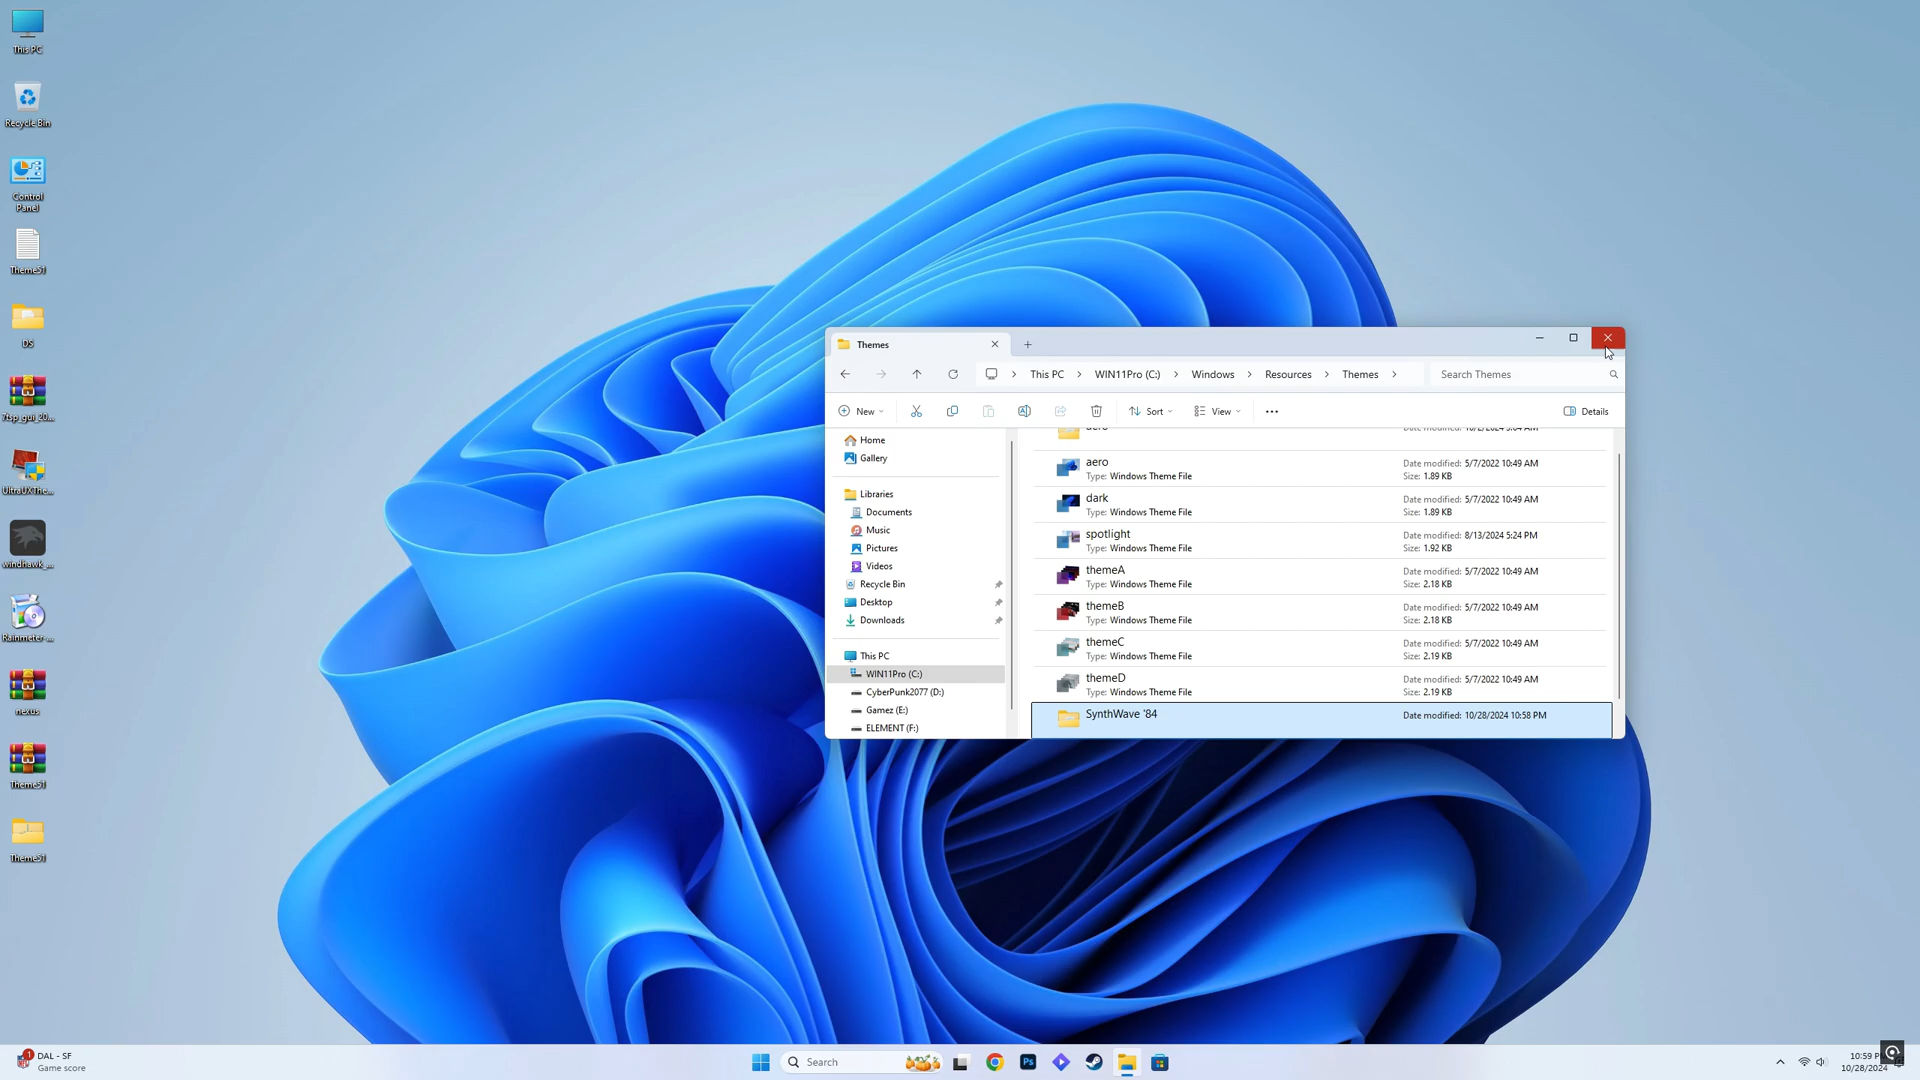 This PC
Recycle Bin
Control
Panel
Theme51
DS
7tsp_gui_20...
UltraUXThe...
windhawk_...
Rainmeter-...
nexus
Theme51
Theme51
Themes
This PC
WIN11Pro (C:)
Windows
Resources
Themes
Search Themes
New
Sort
View
Details
Home
Gallery
Libraries
Documents
Music
Pictures
Videos
Recycle Bin
Desktop
Downloads
This PC
WIN11Pro (C:)
CyberPunk2077 (D:)
Gamez (E:)
ELEMENT (F:)
aero
Date modified: 5/7/2022 10:49 AM
Type: Windows Theme File
Size: 1.89 KB
dark
Date modified: 5/7/2022 10:49 AM
Type: Windows Theme File
Size: 1.89 KB
spotlight
Date modified: 8/13/2024 5:24 PM
Type: Windows Theme File
Size: 1.92 KB
themeA
Date modified: 5/7/2022 10:49 AM
Type: Windows Theme File
Size: 2.18 KB
themeB
Date modified: 5/7/2022 10:49 AM
Type: Windows Theme File
Size: 2.18 KB
themeC
Date modified: 5/7/2022 10:49 AM
Type: Windows Theme File
Size: 2.19 KB
themeD
Date modified: 5/7/2022 10:49 AM
Type: Windows Theme File
Size: 2.19 KB
SynthWave '84
Date modified: 10/28/2024 10:58 PM
1
DAL - SF
Game score
Search
Ps
10:59
10/28/2024